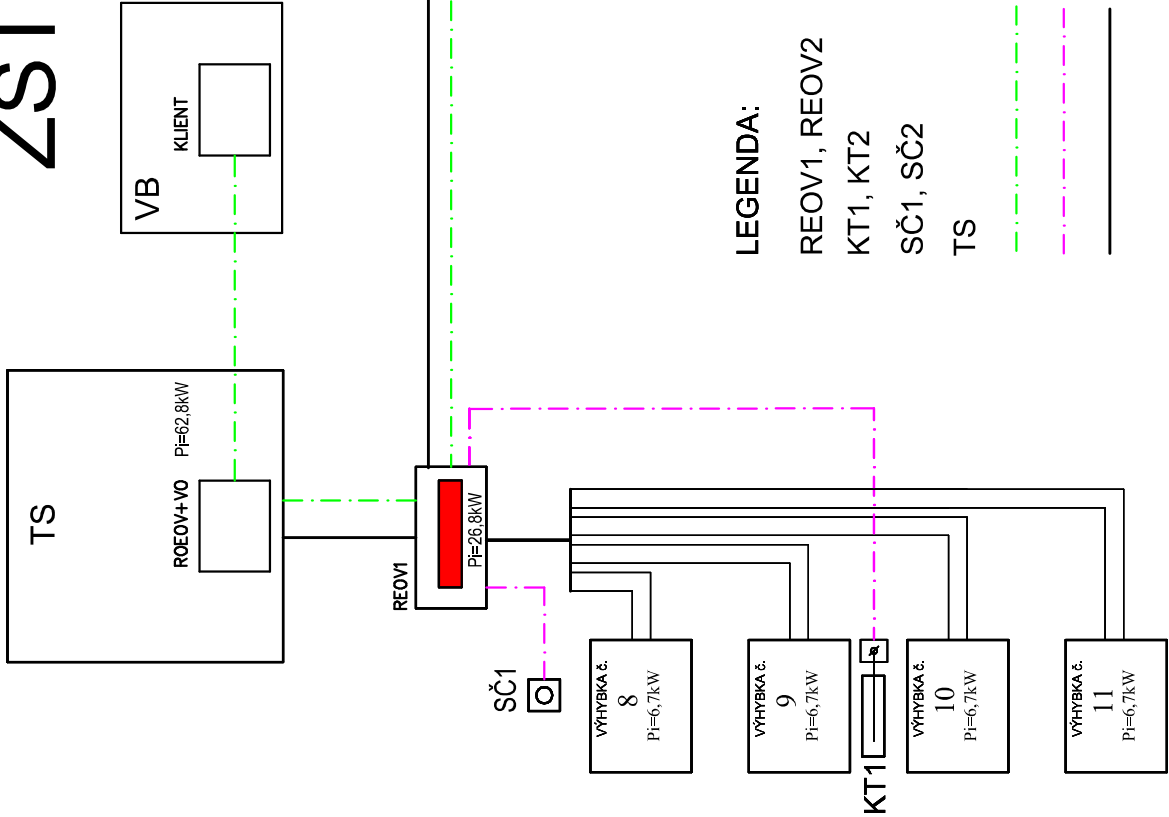 VB
KLIENT
TS
ROEOV+VO
Pi=62,8kW
REOV1
Pi=26,8kW
SČ1
VÝHYBKA č.
8
Pi=6,7kW
VÝHYBKA č.
9
Pi=6,7kW
KT1
VÝHYBKA č.
10
Pi=6,7kW
VÝHYBKA č.
11
Pi=6,7kW
LEGENDA:
REOV1, REOV2
KT1, KT2
SČ1, SČ2
TS